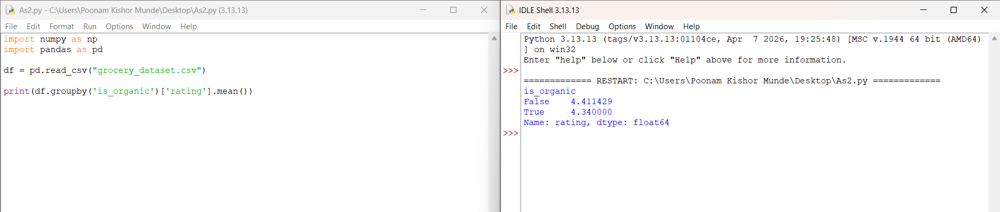 As2.py - C:\Users\Poonam Kishor Munde\Desktop\As2.py (3.13.13)
File Edit Format Run Options Window Help
import numpy as np
import pandas as pd
df = pd.read_csv("grocery_dataset.csv")
print(df.groupby('is_organic')['rating'].mean())
IDLE Shell 3.13.13
File Edit Shell Debug Options Window Help
Python 3.13.13 (tags/v3.13.13:01104ce, Apr  7 2026, 19:25:48) [MSC v.1944 64 bit (AMD64)
] on win32
Enter "help" below or click "Help" above for more information.
>>>
============= RESTART: C:\Users\Poonam Kishor Munde\Desktop\As2.py =============
is_organic
False    4.411429
True     4.340000
Name: rating, dtype: float64
>>>